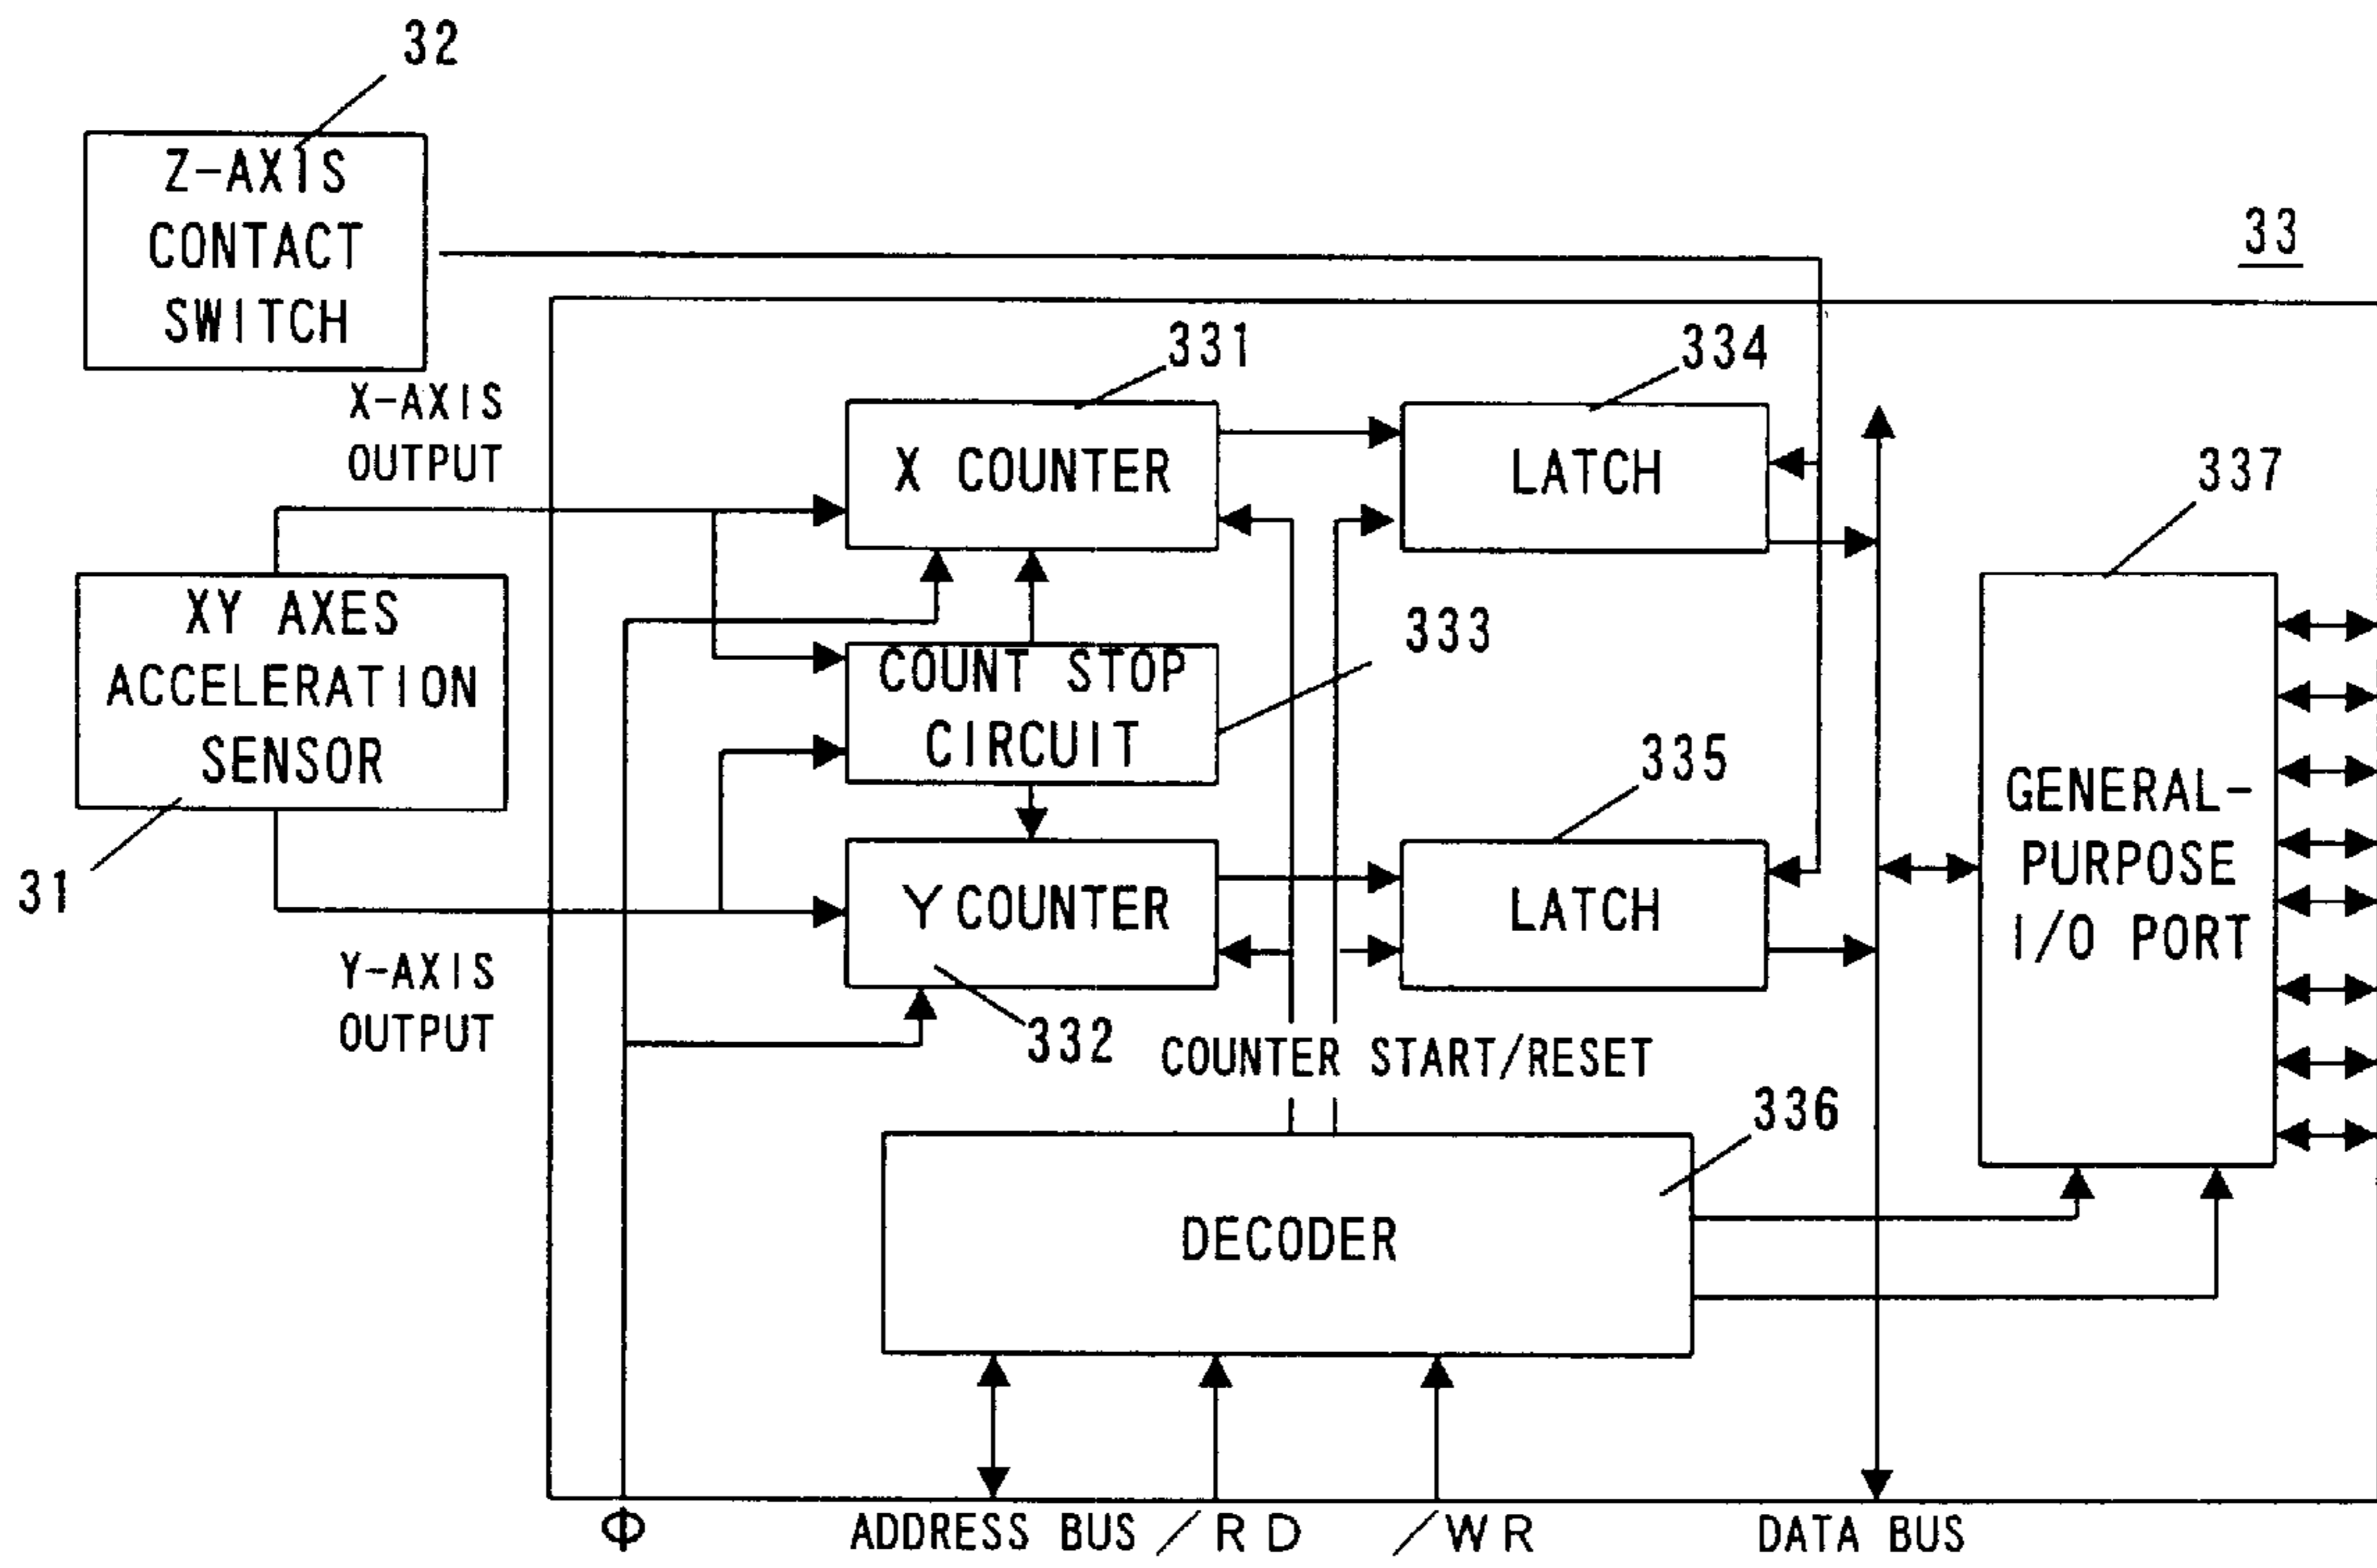 32
Z-AXIS
CONTACT
SWITCH
33
331
334
X-AXIS
OUTPUT
X COUNTER
LATCH
337
XY AXES
ACCELERATION
SENSOR
333
COUNT STOP
CIRCUIT
335
GENERAL-
PURPOSE
I/O PORT
31
Y COUNTER
LATCH
Y-AXIS
OUTPUT
332
COUNTER START/RESET
336
DECODER
Φ
ADDRESS BUS
/RD
/WR
DATA BUS